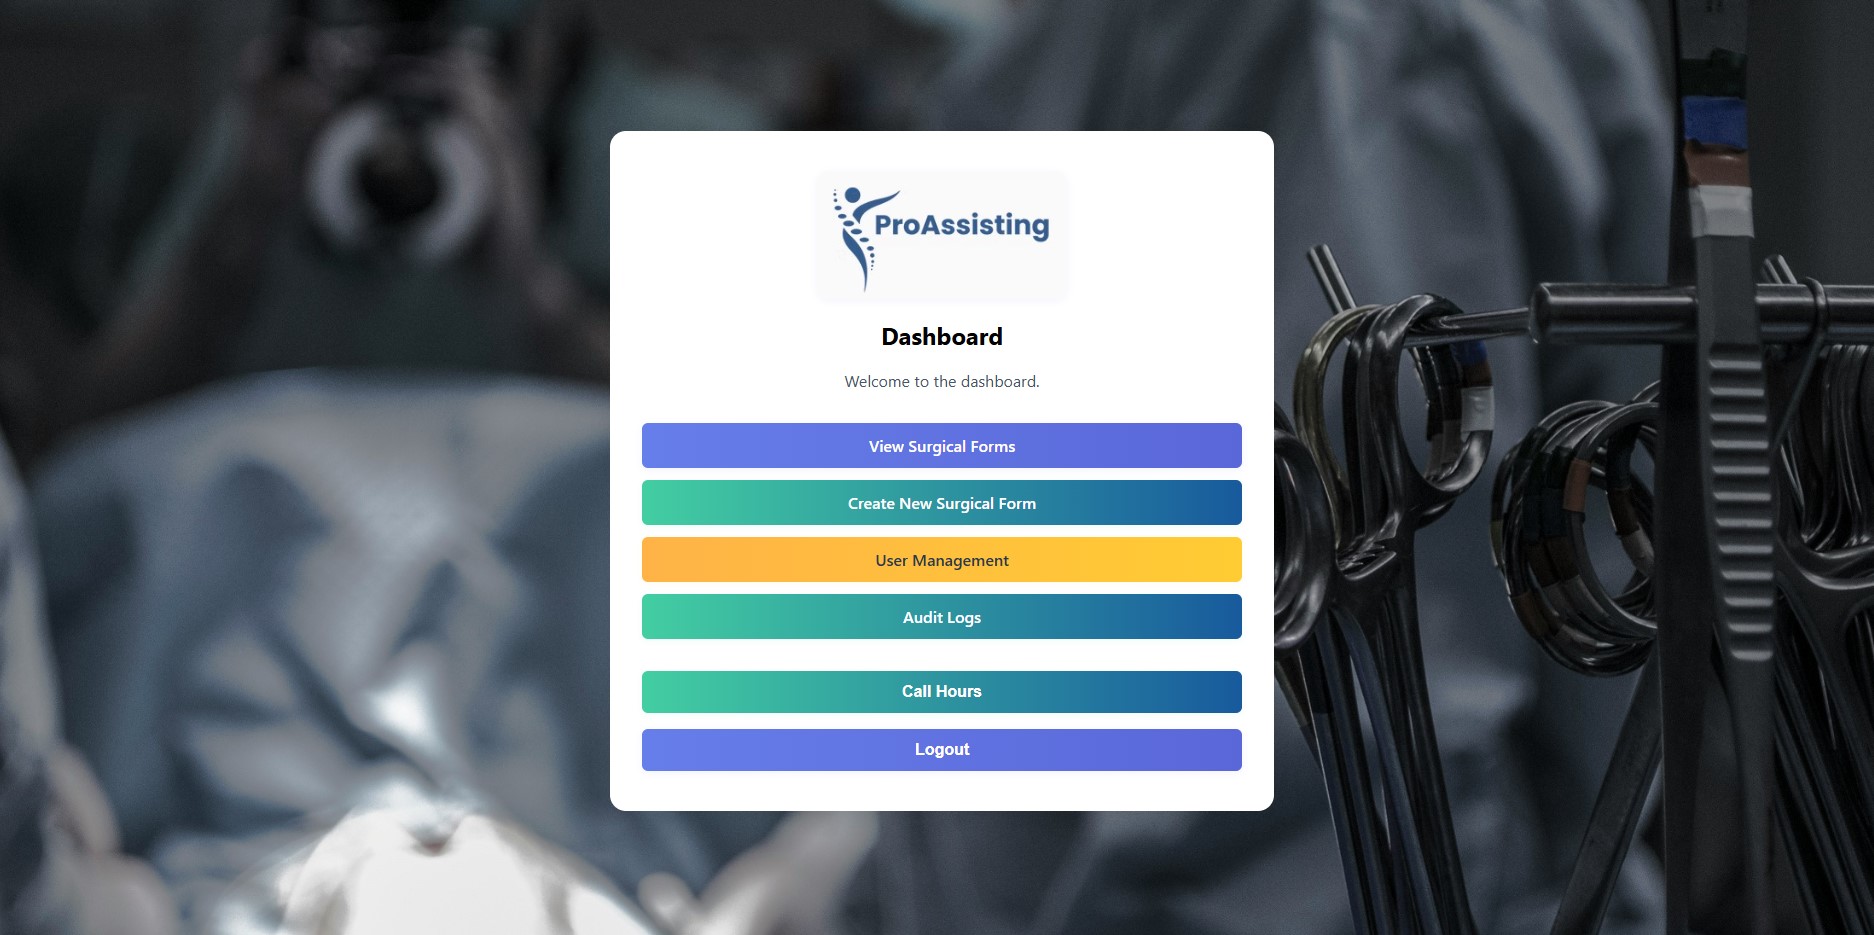 ProAssisting
Dashboard
Welcome to the dashboard.
View Surgical Forms
Create New Surgical Form
User Management
Audit Logs
Call Hours
Logout